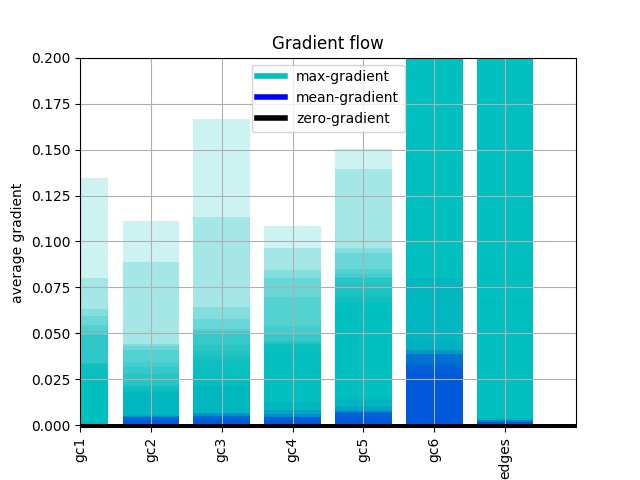 Gradient flow
max-gradient
mean-gradient
zero-gradient
average gradient
0.200
0.175
0.150
0.125
0.100
0.075
0.050
0.025
0.000
gc1
gc2
gc3
gc4
gc5
gc6
edges